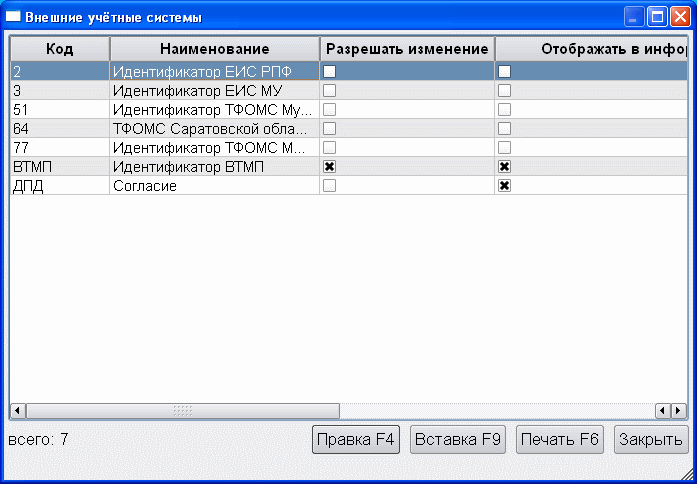 Внешние учётные системы
Код Наименование Разрешать изменение Отображать в инфор
2 Идентификатор ЕИС РПФ
3 Идентификатор ЕИС МУ
51 Идентификатор ТФОМС Му...
64 ТФОМС Саратовской обла...
77 Идентификатор ТФОМС М...
ВТМП Идентификатор ВТМП
ДПД Согласие
всего: 7 Правка F4 Вставка F9 Печать F6 Закрыть